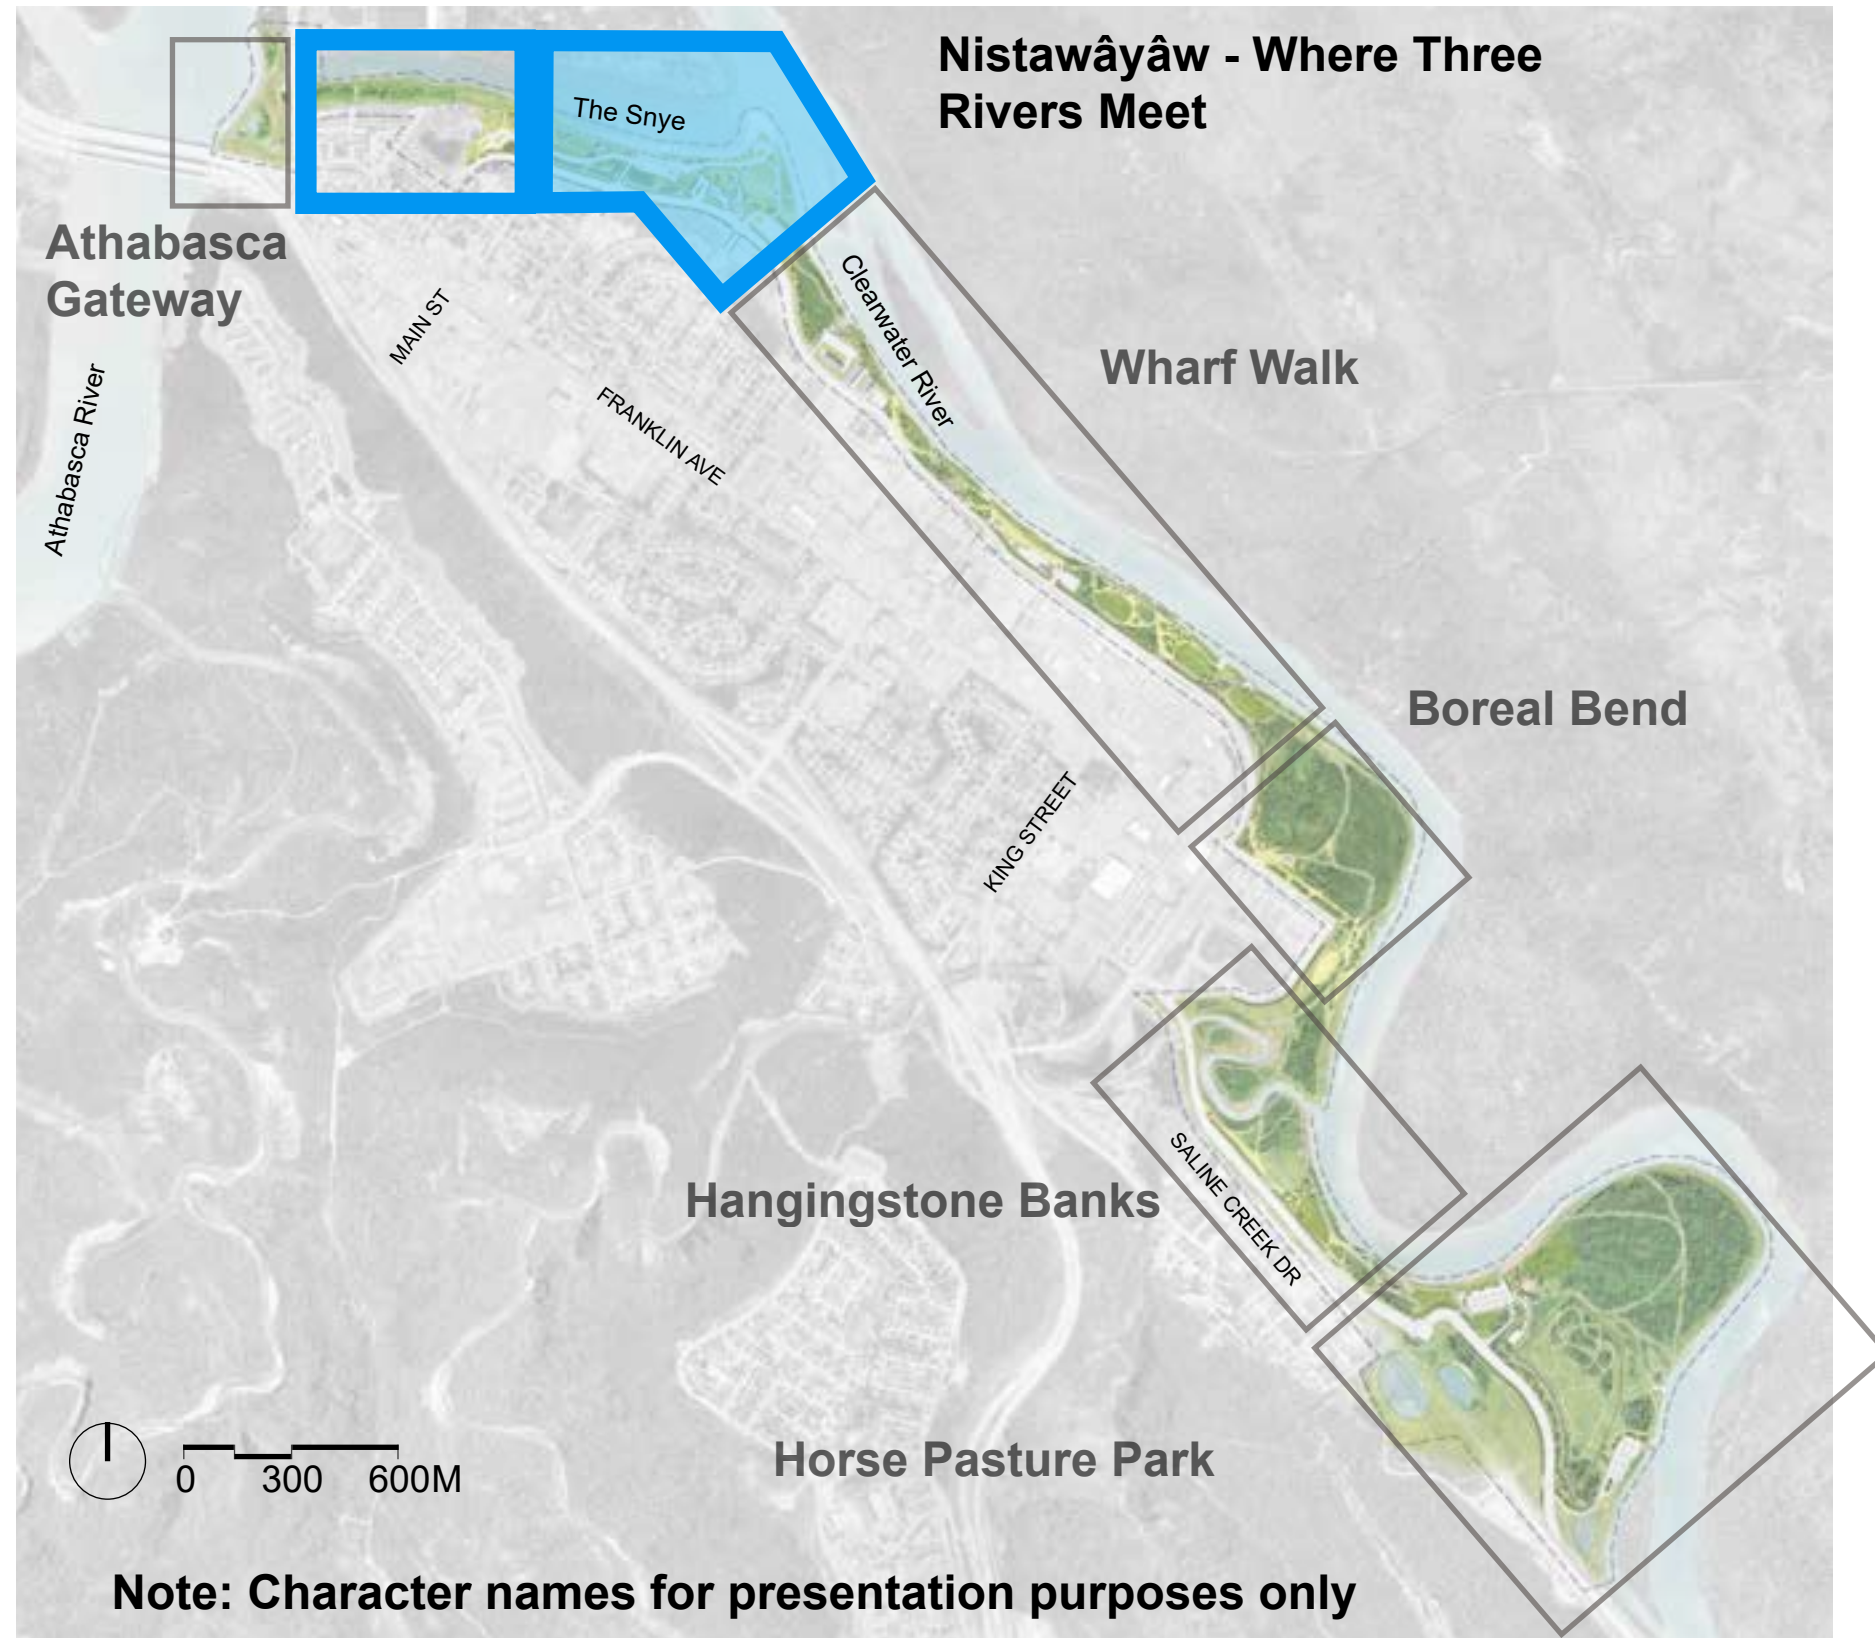 Nistawâyâw - Where Three
Rivers Meet
The Snye
Athabasca
Gateway
MAIN ST
Clearwater River
Wharf Walk
Athabasca River
FRANKLIN AVE
Boreal Bend
KING STREET
Hangingstone Banks
SALINE CREEK DR
Horse Pasture Park
0 300 600M
Note: Character names for presentation purposes only